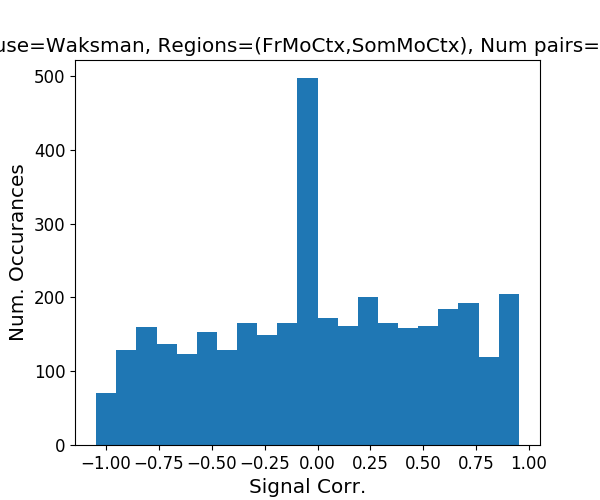 use=Waksman, Regions=(FrMoCtx,SomMoCtx), Num pairs=
500
400
300
200
100
0
Num. Occurances
−1.00 −0.75 −0.50 −0.25 0.00 0.25 0.50 0.75 1.00
Signal Corr.